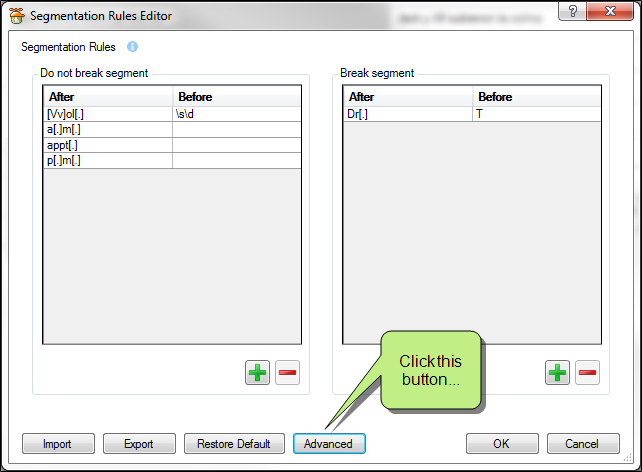 Segmentation Rules Editor
Segmentation Rules
Do not break segment
After Before
[Vv]ol[.] \s\d
a[.]m[.]
appt[.]
p[.]m[.]
Break segment
After Before
Dr[.] T
Click this
button...
Import Export Restore Default Advanced OK Cancel